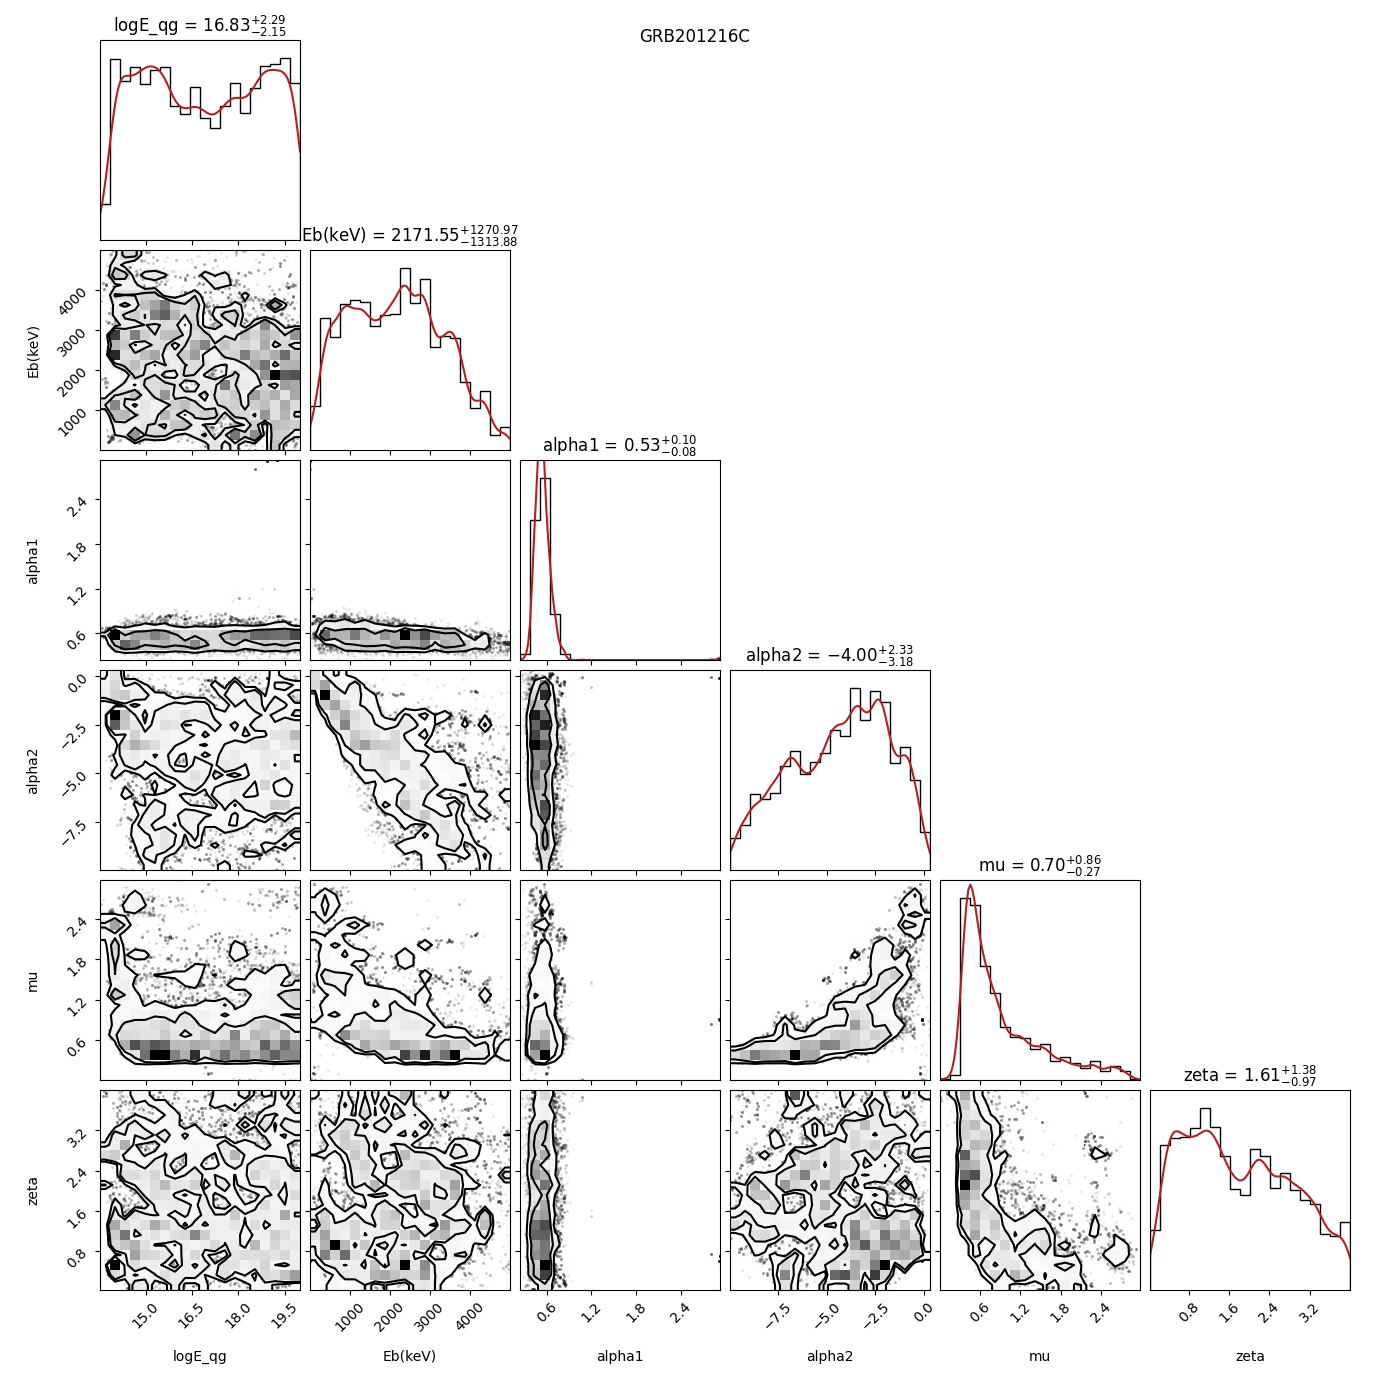 GRB201216C
logE_qg = 16.83+2.29−2.15
Eb(keV) = 2171.55+1270.97−1313.88
Eb(keV)
4000
3000
2000
1000
alpha1 = 0.53+0.10−0.08
alpha1
2.4
1.8
1.2
0.6
alpha2 = −4.00+2.33−3.18
alpha2
0.0
−2.5
−5.0
−7.5
mu = 0.70+0.86−0.27
mu
2.4
1.8
1.2
0.6
zeta = 1.61+1.38−0.97
zeta
3.2
2.4
1.6
0.8
15.0 16.5 18.0 19.5
1000 2000 3000 4000
0.6 1.2 1.8 2.4
−7.5 −5.0 −2.5 0.0
0.6 1.2 1.8 2.4
0.8 1.6 2.4 3.2
logE_qg Eb(keV) alpha1 alpha2 mu zeta